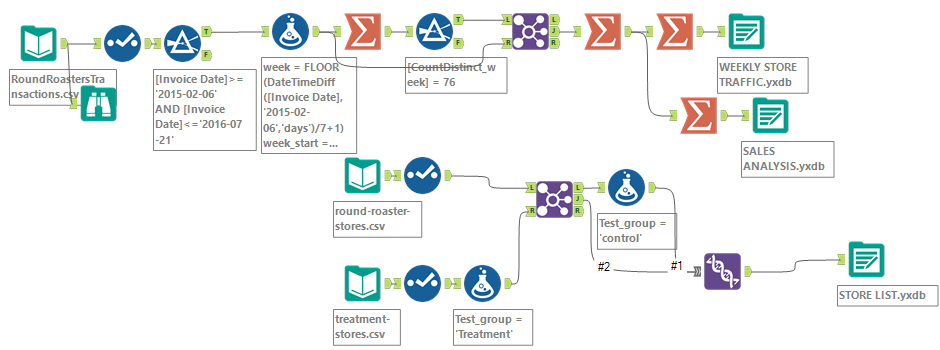 RoundRoastersTra
nsactions.csv
[Invoice Date]>=
'2015-02-06'
AND [Invoice
Date]<='2016-07
-21'
T
F
week = FLOOR
(DateTimeDiff
([Invoice Date],
'2015-02-
06','days')/7+1)
week_start =...
[CountDistinct_w
eek] = 76
T
F
L
R
L
J
R
WEEKLY STORE
TRAFFIC.yxdb
SALES
ANALYSIS.yxdb
round-roaster-
stores.csv
L
R
L
J
R
Test_group =
'control'
#2
#1
STORE LIST.yxdb
treatment-
stores.csv
Test_group =
'Treatment'